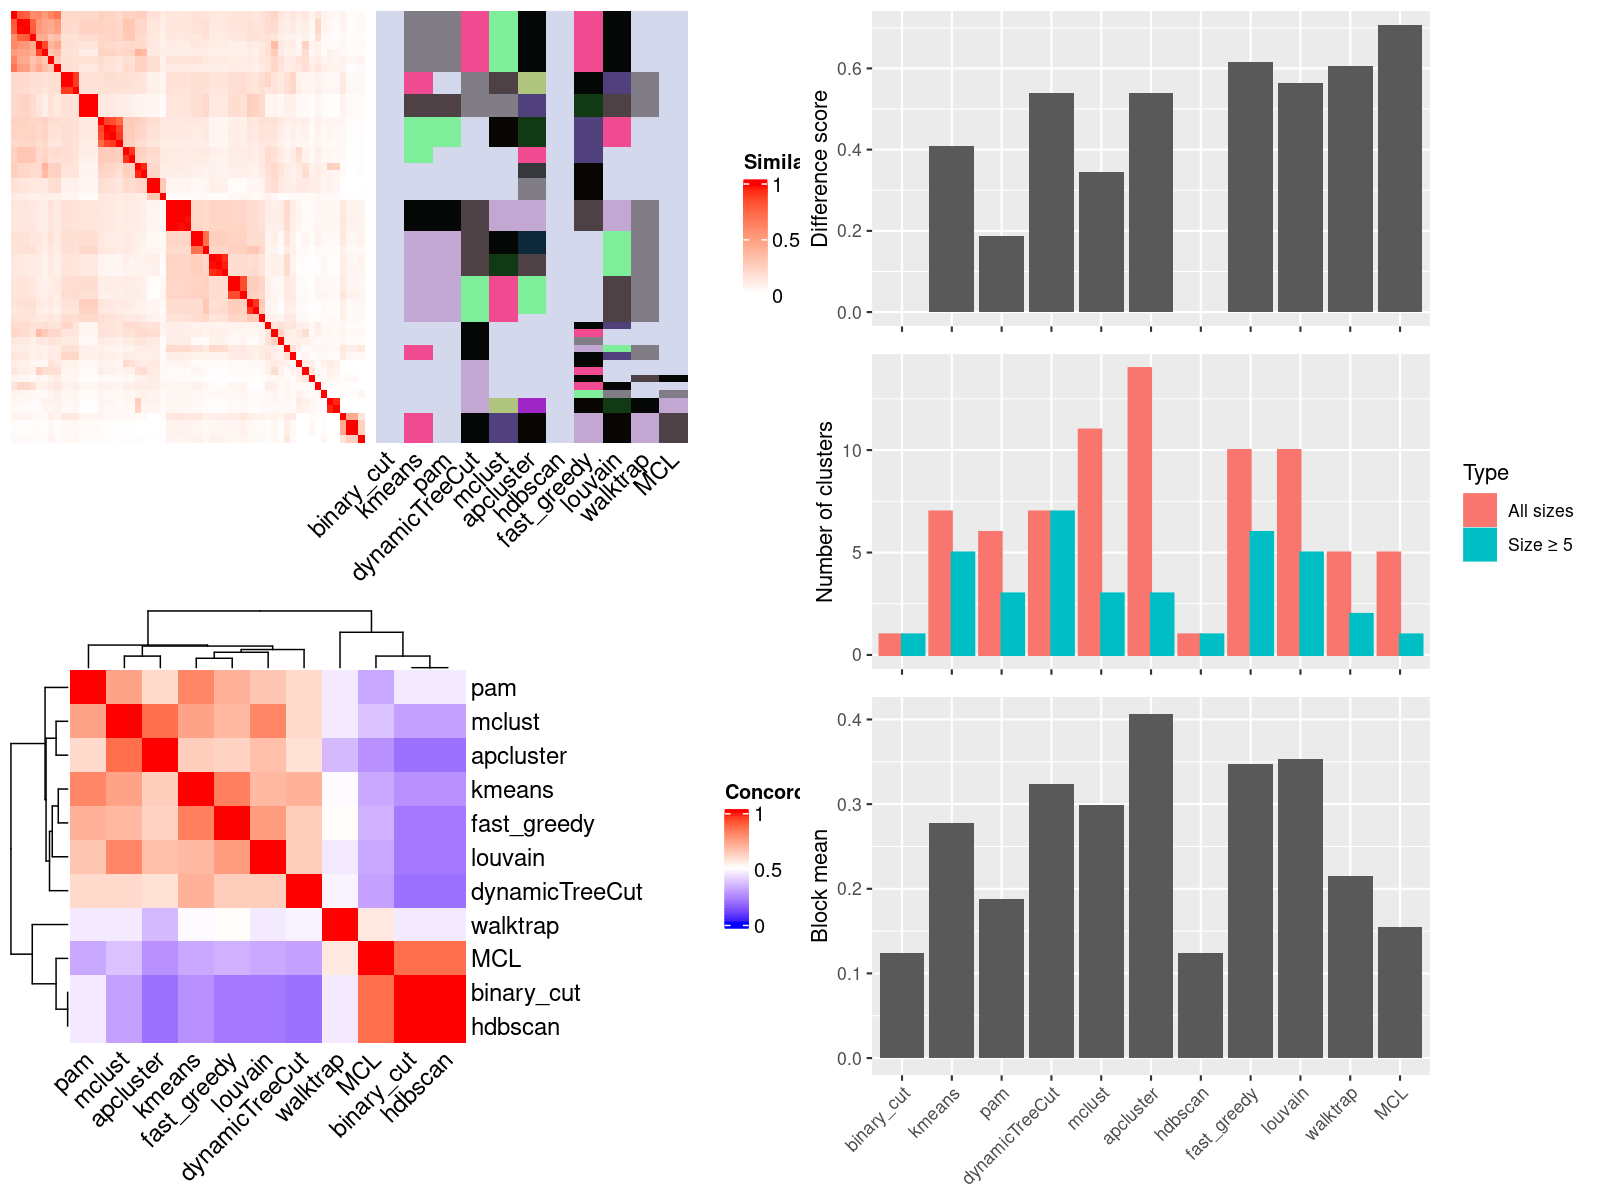 Simila
1
0.5
0
binary_cut
kmeans
pam
dynamicTreeCut
mclust
apcluster
hdbscan
fast_greedy
louvain
walktrap
MCL
Difference score
0.6
0.4
0.2
0.0
Number of clusters
10
5
0
Type
All sizes
Size ≥ 5
pam
mclust
apcluster
kmeans
fast_greedy
louvain
dynamicTreeCut
walktrap
MCL
binary_cut
hdbscan
pam
mclust
apcluster
kmeans
fast_greedy
louvain
dynamicTreeCut
walktrap
MCL
binary_cut
hdbscan
Concord
1
0.5
0
Block mean
0.4
0.3
0.2
0.1
0.0
binary_cut
kmeans
pam
dynamicTreeCut
mclust
apcluster
hdbscan
fast_greedy
louvain
walktrap
MCL